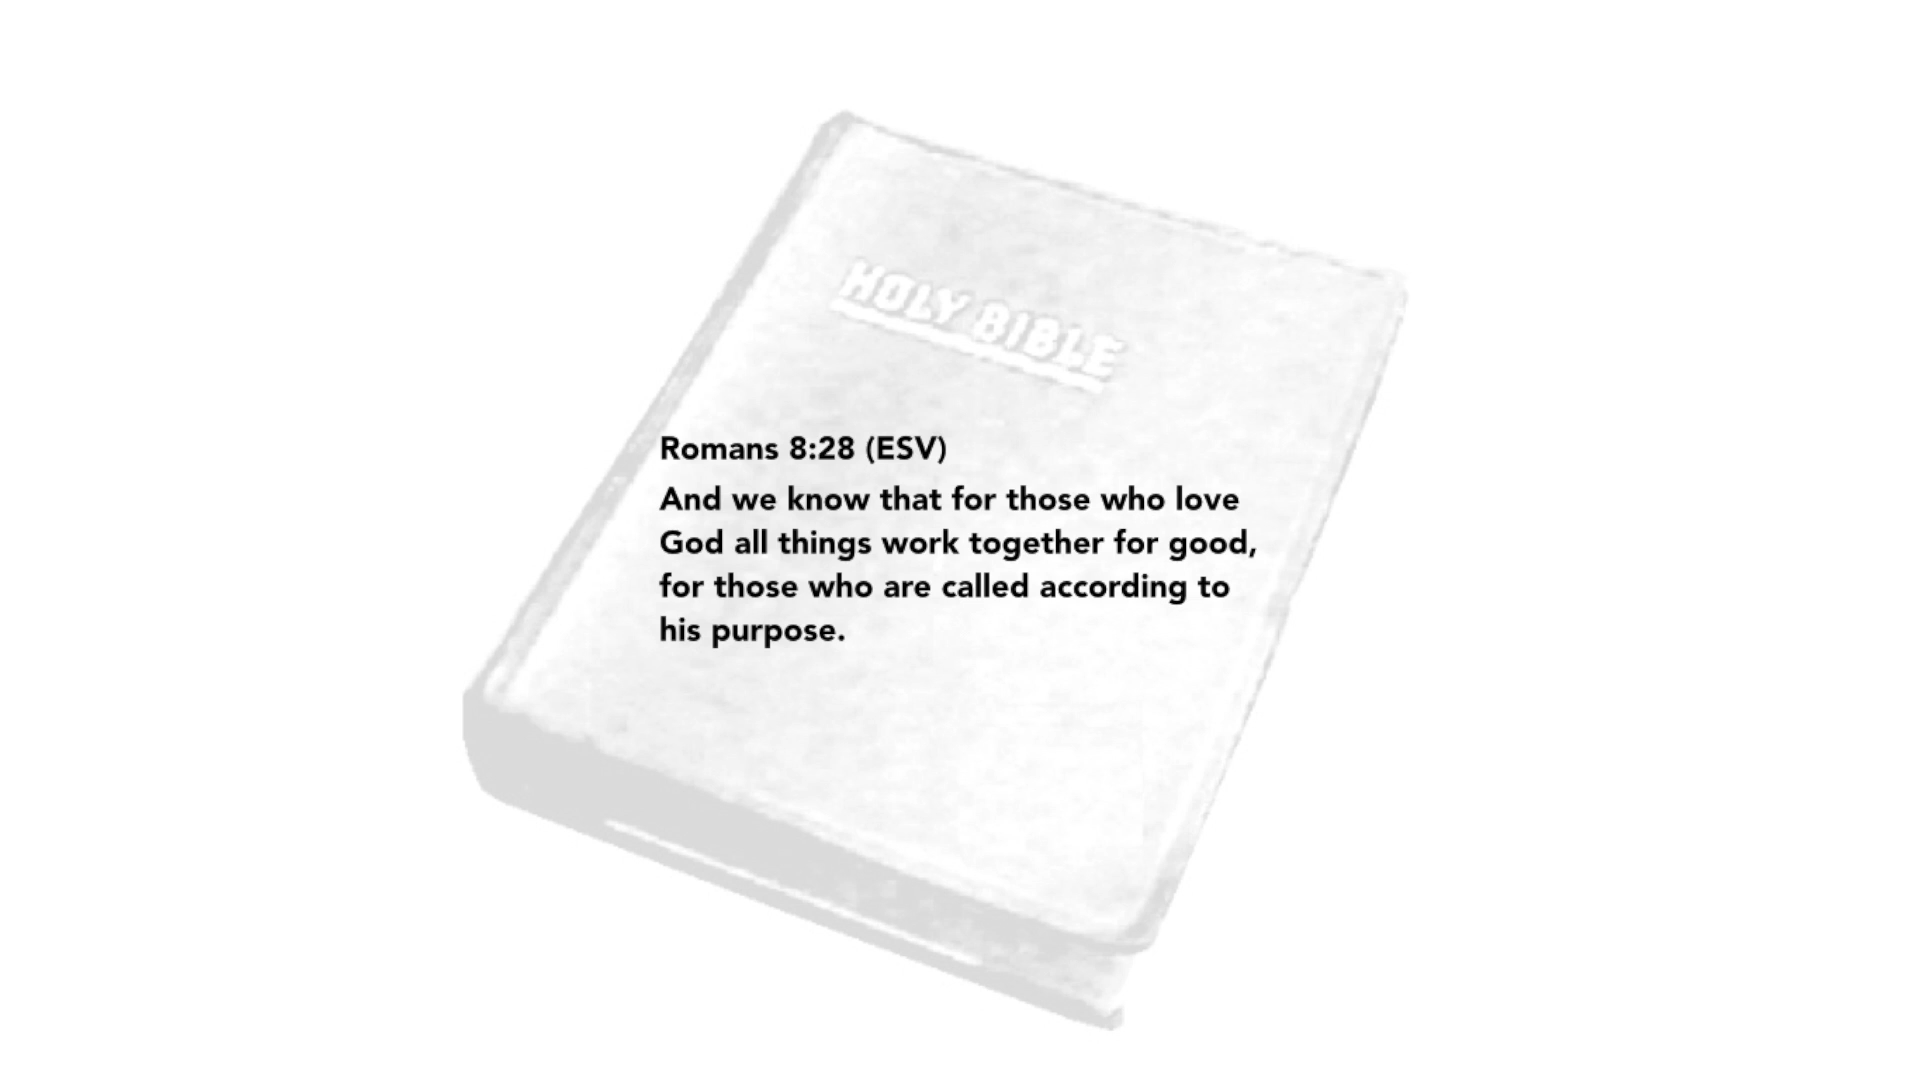 HOLY BIBLE
Romans 8:28 (ESV)
And we know that for those who love
God all things work together for good,
for those who are called according to
his purpose.